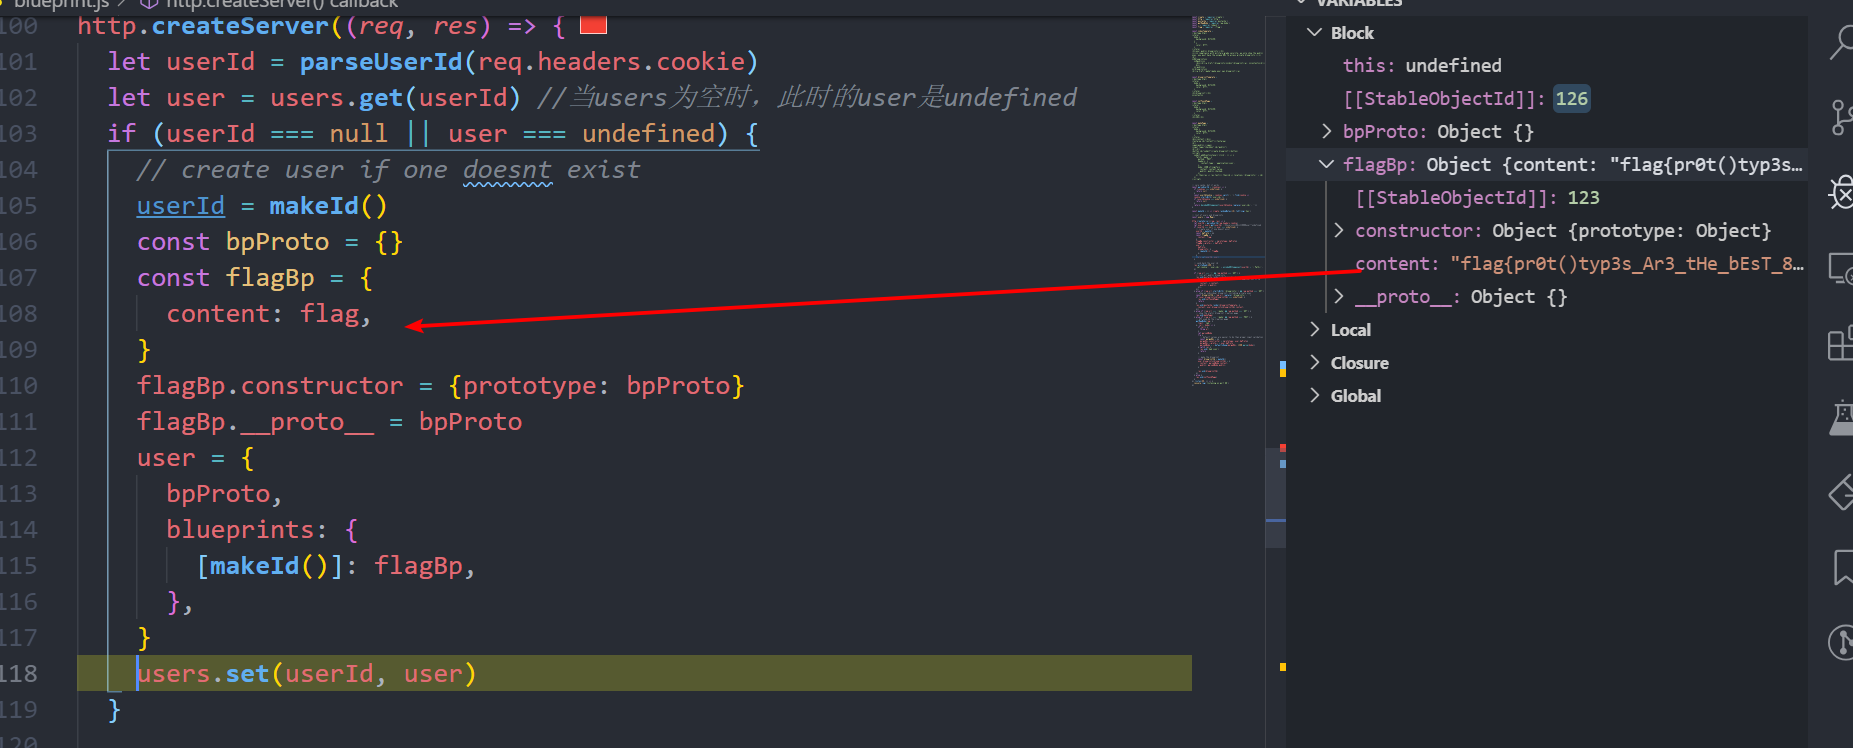 blueprint.js > http.createServer() callback
100 http.createServer((req, res) => {
101 let userId = parseUserId(req.headers.cookie)
102 let user = users.get(userId) //当users为空时，此时的user是undefined
103 if (userId === null || user === undefined) {
104 // create user if one doesnt exist
105 userId = makeId()
106 const bpProto = {}
107 const flagBp = {
108 content: flag,
109 }
110 flagBp.constructor = {prototype: bpProto}
111 flagBp.__proto__ = bpProto
112 user = {
113 bpProto,
114 blueprints: {
115 [makeId()]: flagBp,
116 },
117 }
118 users.set(userId, user)
119 }
120
VARIABLES
Block
this: undefined
[[StableObjectId]]: 126
bpProto: Object {}
flagBp: Object {content: "flag{pr0t()typ3s…
[[StableObjectId]]: 123
constructor: Object {prototype: Object}
content: "flag{pr0t()typ3s_Ar3_tHe_bEsT_8…
__proto__: Object {}
Local
Closure
Global